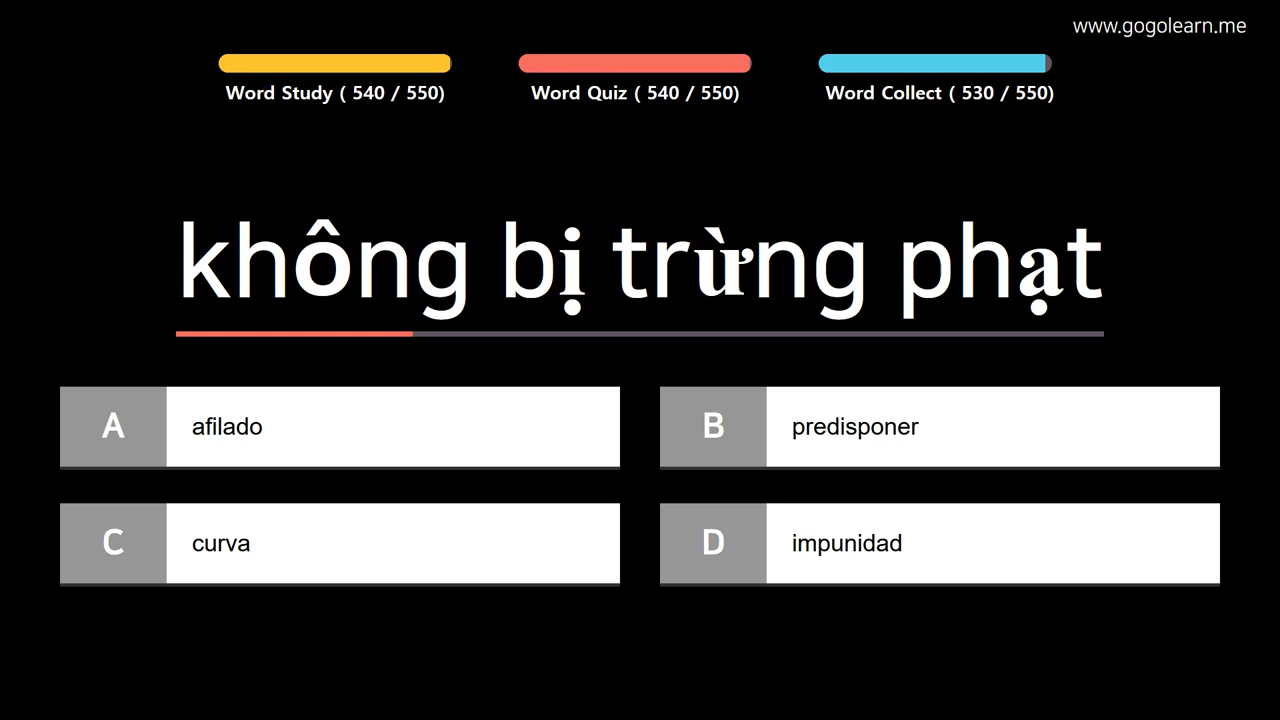 www.gogolearn.me
Word Study ( 540 / 550)
Word Quiz ( 540 / 550)
Word Collect ( 530 / 550)
không bị trừng phạt
A afilado
B predisponer
C curva
D impunidad